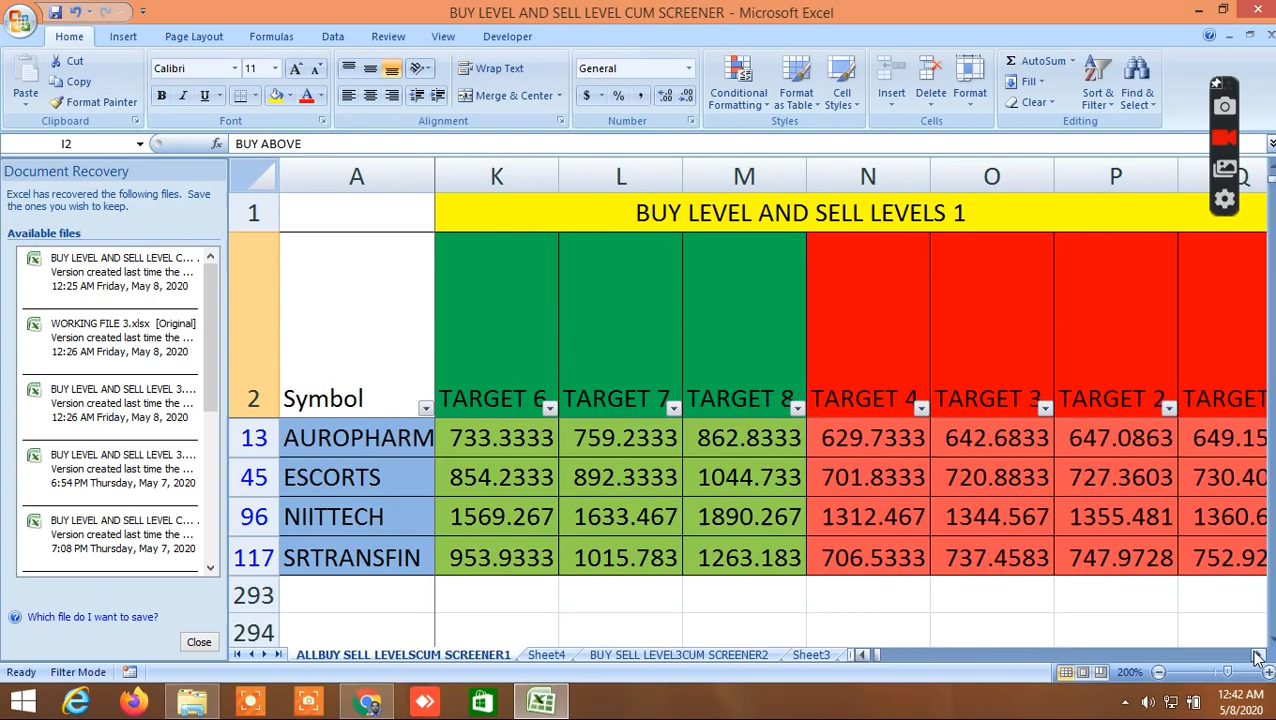 BUY LEVEL AND SELL LEVEL CUM SCREENER - Microsoft Excel
Home Insert Page Layout Formulas Data Review View Developer
Cut
Copy
Format Painter
Paste
Clipboard
Calibri 11
B I U
Font
Wrap Text
Merge & Center
Alignment
General
$ % ,
Number
Conditional Formatting
Format as Table
Cell Styles
Styles
Insert Delete Format
Cells
AutoSum
Fill
Clear
Sort & Filter
Find & Select
Editing
I2 fx BUY ABOVE
Document Recovery
Excel has recovered the following files. Save
the ones you wish to keep.
Available files
BUY LEVEL AND SELL LEVEL C... .
Version created last time the ...
12:25 AM Friday, May 8, 2020
WORKING FILE 3.xlsx [Original]
Version created last time the ...
12:26 AM Friday, May 8, 2020
BUY LEVEL AND SELL LEVEL 3....
Version created last time the ...
12:26 AM Friday, May 8, 2020
BUY LEVEL AND SELL LEVEL 3....
Version created last time the ...
6:54 PM Thursday, May 7, 2020
BUY LEVEL AND SELL LEVEL C... .
Version created last time the ...
7:08 PM Thursday, May 7, 2020
Which file do I want to save?
Close
A K L M N O P Q
1 BUY LEVEL AND SELL LEVELS 1
2 Symbol TARGET 6 TARGET 7 TARGET 8 TARGET 4 TARGET 3 TARGET 2 TARGET
13 AUROPHARM 733.3333 759.2333 862.8333 629.7333 642.6833 647.0863 649.15
45 ESCORTS 854.2333 892.3333 1044.733 701.8333 720.8833 727.3603 730.40
96 NIITTECH 1569.267 1633.467 1890.267 1312.467 1344.567 1355.481 1360.6
117 SRTRANSFIN 953.9333 1015.783 1263.183 706.5333 737.4583 747.9728 752.92
293
294
ALLBUY SELL LEVELSCUM SCREENER1 Sheet4 BUY SELL LEVEL3CUM SCREENER2 Sheet3
Ready Filter Mode 200%
12:42 AM
5/8/2020